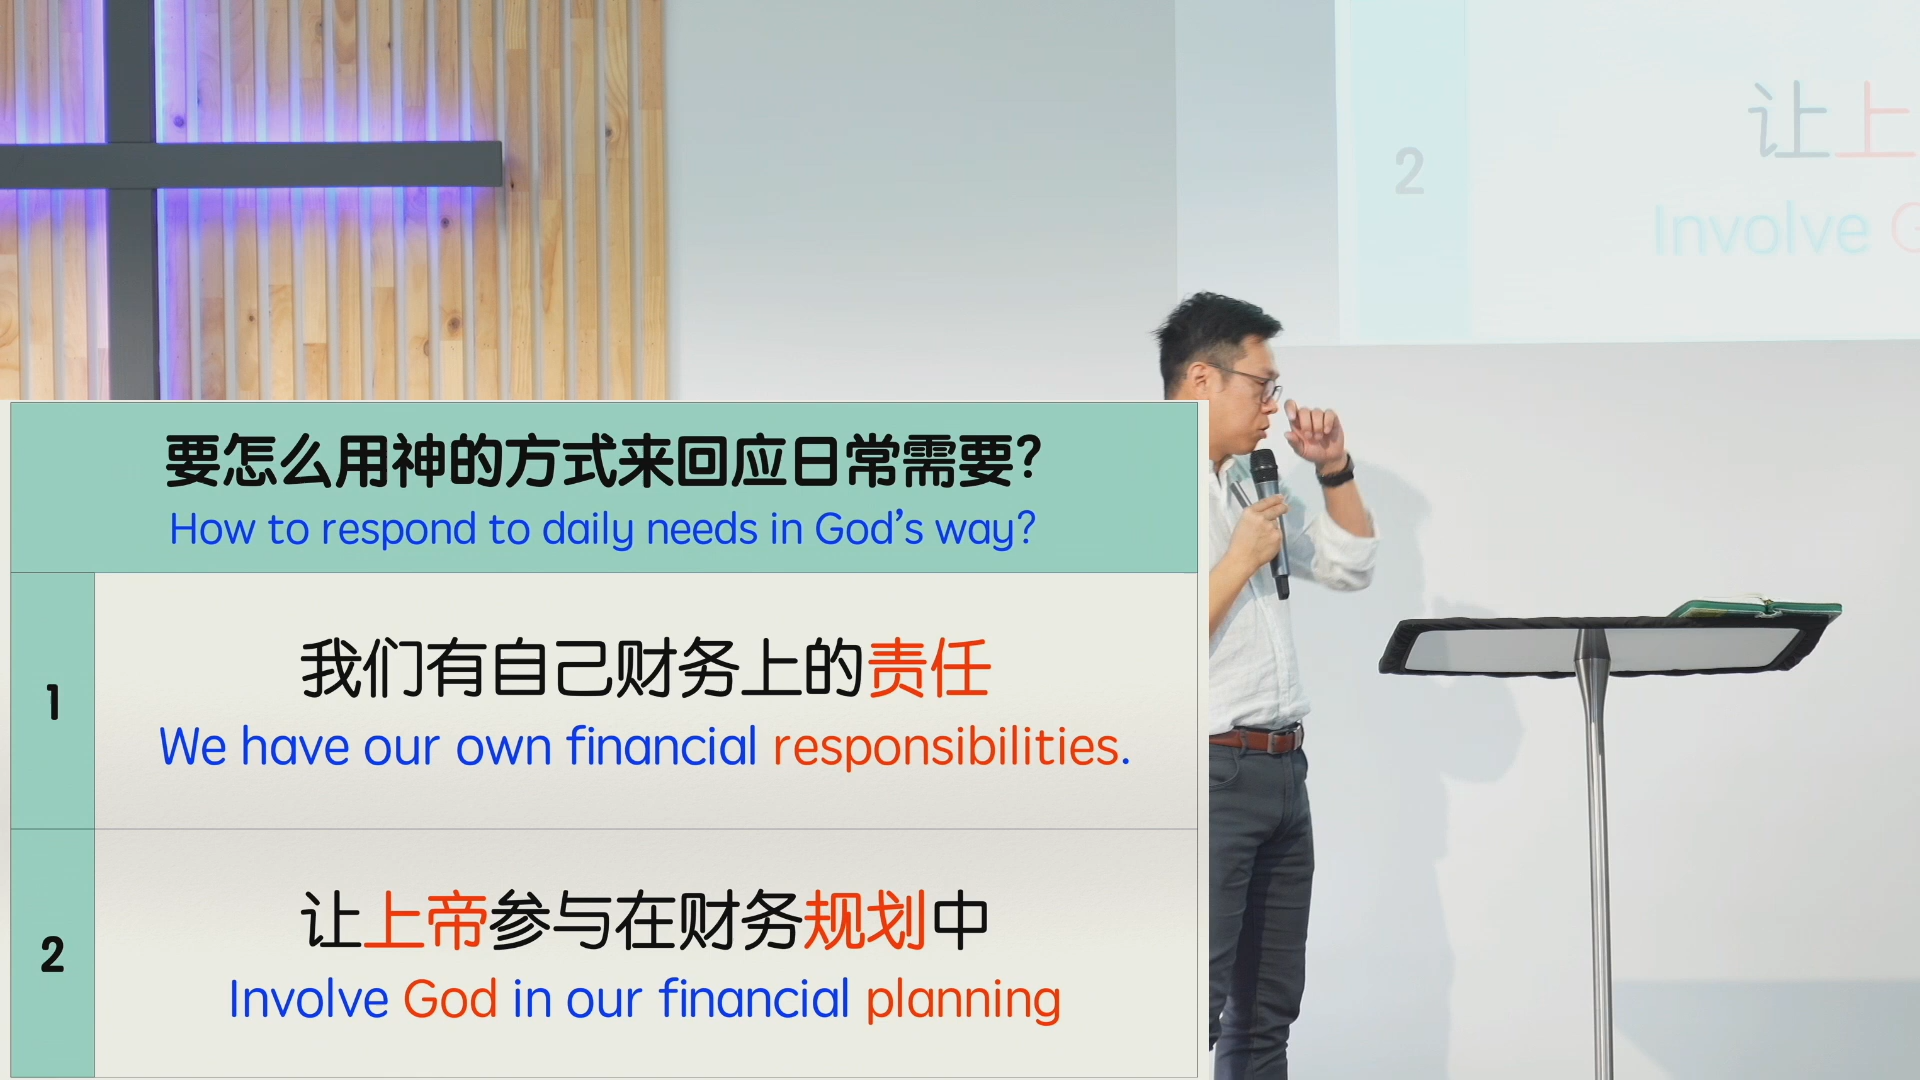 要怎么用神的方式来回应日常需要?
How to respond to daily needs in God's way?
1
我们有自己财务上的责任
We have our own financial responsibilities.
2
让上帝参与在财务规划中
Involve God in our financial planning
2
让上
Involve G